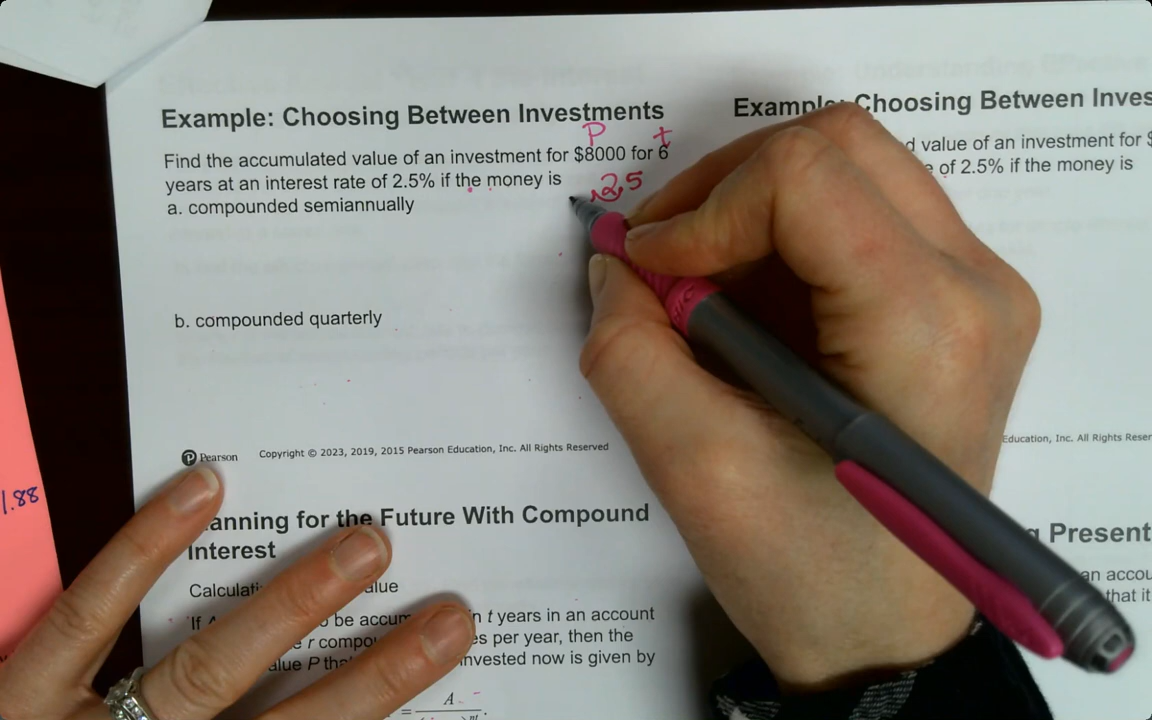 Example: Choosing Between Investments
P t
Find the accumulated value of an investment for $8000 for 6
years at an interest rate of 2.5% if the money is
2.5
a. compounded semiannually
b. compounded quarterly
Pearson
Copyright © 2023, 2019, 2015 Pearson Education, Inc. All Rights Reserved
Example: Choosing Between Inves
d value of an investment for $
e of 2.5% if the money is
Education, Inc. All Rights Reser
1.88
anning for the Future With Compound
Interest
Calculati alue
If A be accum n t years in an account
e r compo es per year, then the
alue P tha invested now is given by
= A
nt
g Present
an accou
that it